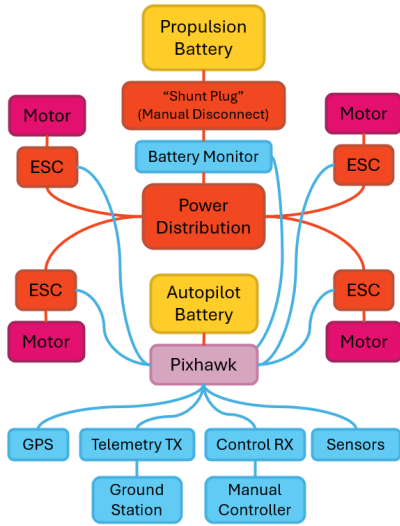 Propulsion
Battery
“Shunt Plug”
(Manual Disconnect)
Motor
Motor
Battery Monitor
ESC
ESC
Power
Distribution
ESC
Autopilot
Battery
ESC
Motor
Pixhawk
Motor
GPS
Telemetry TX
Control RX
Sensors
Ground
Station
Manual
Controller